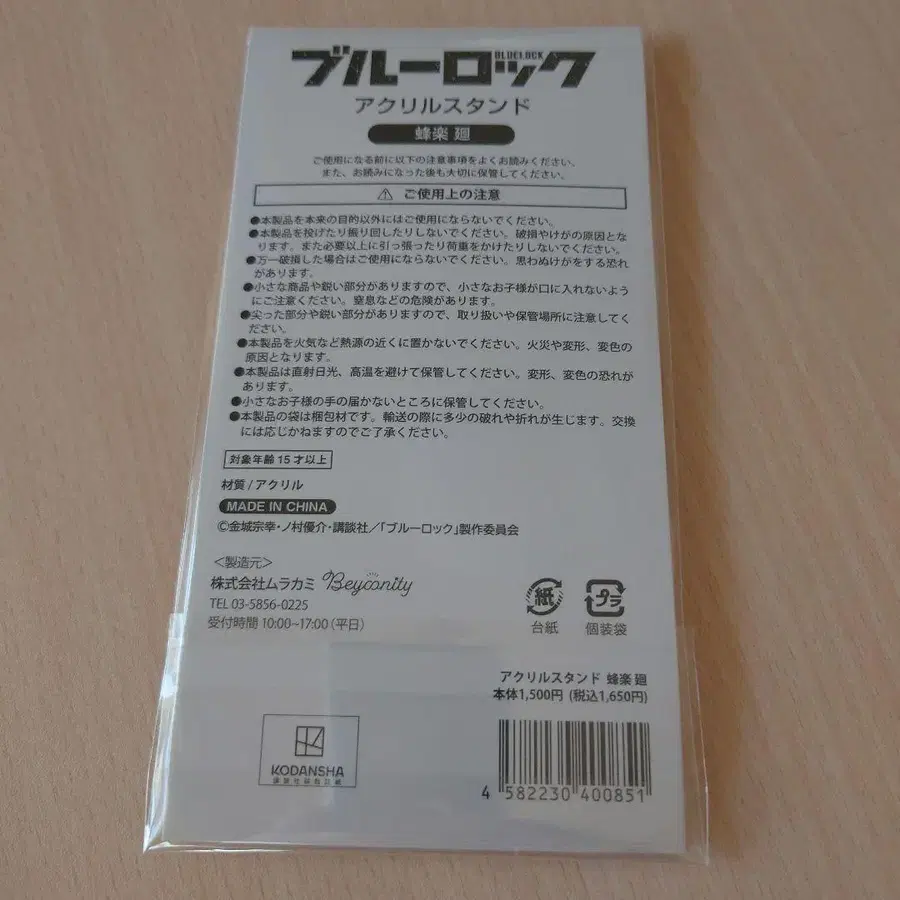 ブルーロック
BLUELOCK
アクリルスタンド
蜂楽 廻
ご使用になる前に以下の注意事項をよくお読みください。
また、お読みになった後も大切に保管してください。
⚠ ご使用上の注意
●本製品を本来の目的以外にはご使用にならないでください。
●本製品を投げたり振り回したりしないでください。破損やけがの原因とな
ります。また必要以上に引っ張ったり荷重をかけたりしないでください。
●万一破損した場合はご使用にならないでください。思わぬけがをする恐れ
があります。
●小さな商品や鋭い部分がありますので、小さなお子様が口に入れないよう
にご注意ください。窒息などの危険があります。
●尖った部分や鋭い部分がありますので、取り扱いや保管場所に注意してく
ださい。
●本製品を火気など熱源の近くに置かないでください。火災や変形、変色の
原因となります。
●本製品は直射日光、高温を避けて保管してください。変形、変色の恐れが
あります。
●小さなお子様の手の届かないところに保管してください。
●本製品の袋は梱包材です。輸送の際に多少の破れや折れが生じます。交換
には応じかねますのでご了承ください。
対象年齢15才以上
材質/アクリル
MADE IN CHINA
©金城宗幸・ノ村優介・講談社/「ブルーロック」製作委員会
<製造元>
株式会社ムラカミ Beyoonity
TEL 03-5856-0225
受付時間 10:00~17:00(平日)
紙
台紙
プラ
個装袋
アクリルスタンド 蜂楽 廻
本体1,500円 (税込1,650円)
KODANSHA
4 582230 400851